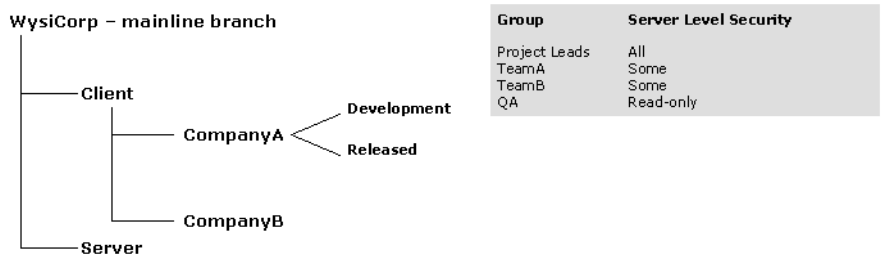 WysiCorp – mainline branch
Client
CompanyA
Development
Released
CompanyB
Server
Group Server Level Security
Project Leads All
TeamA Some
TeamB Some
QA Read-only